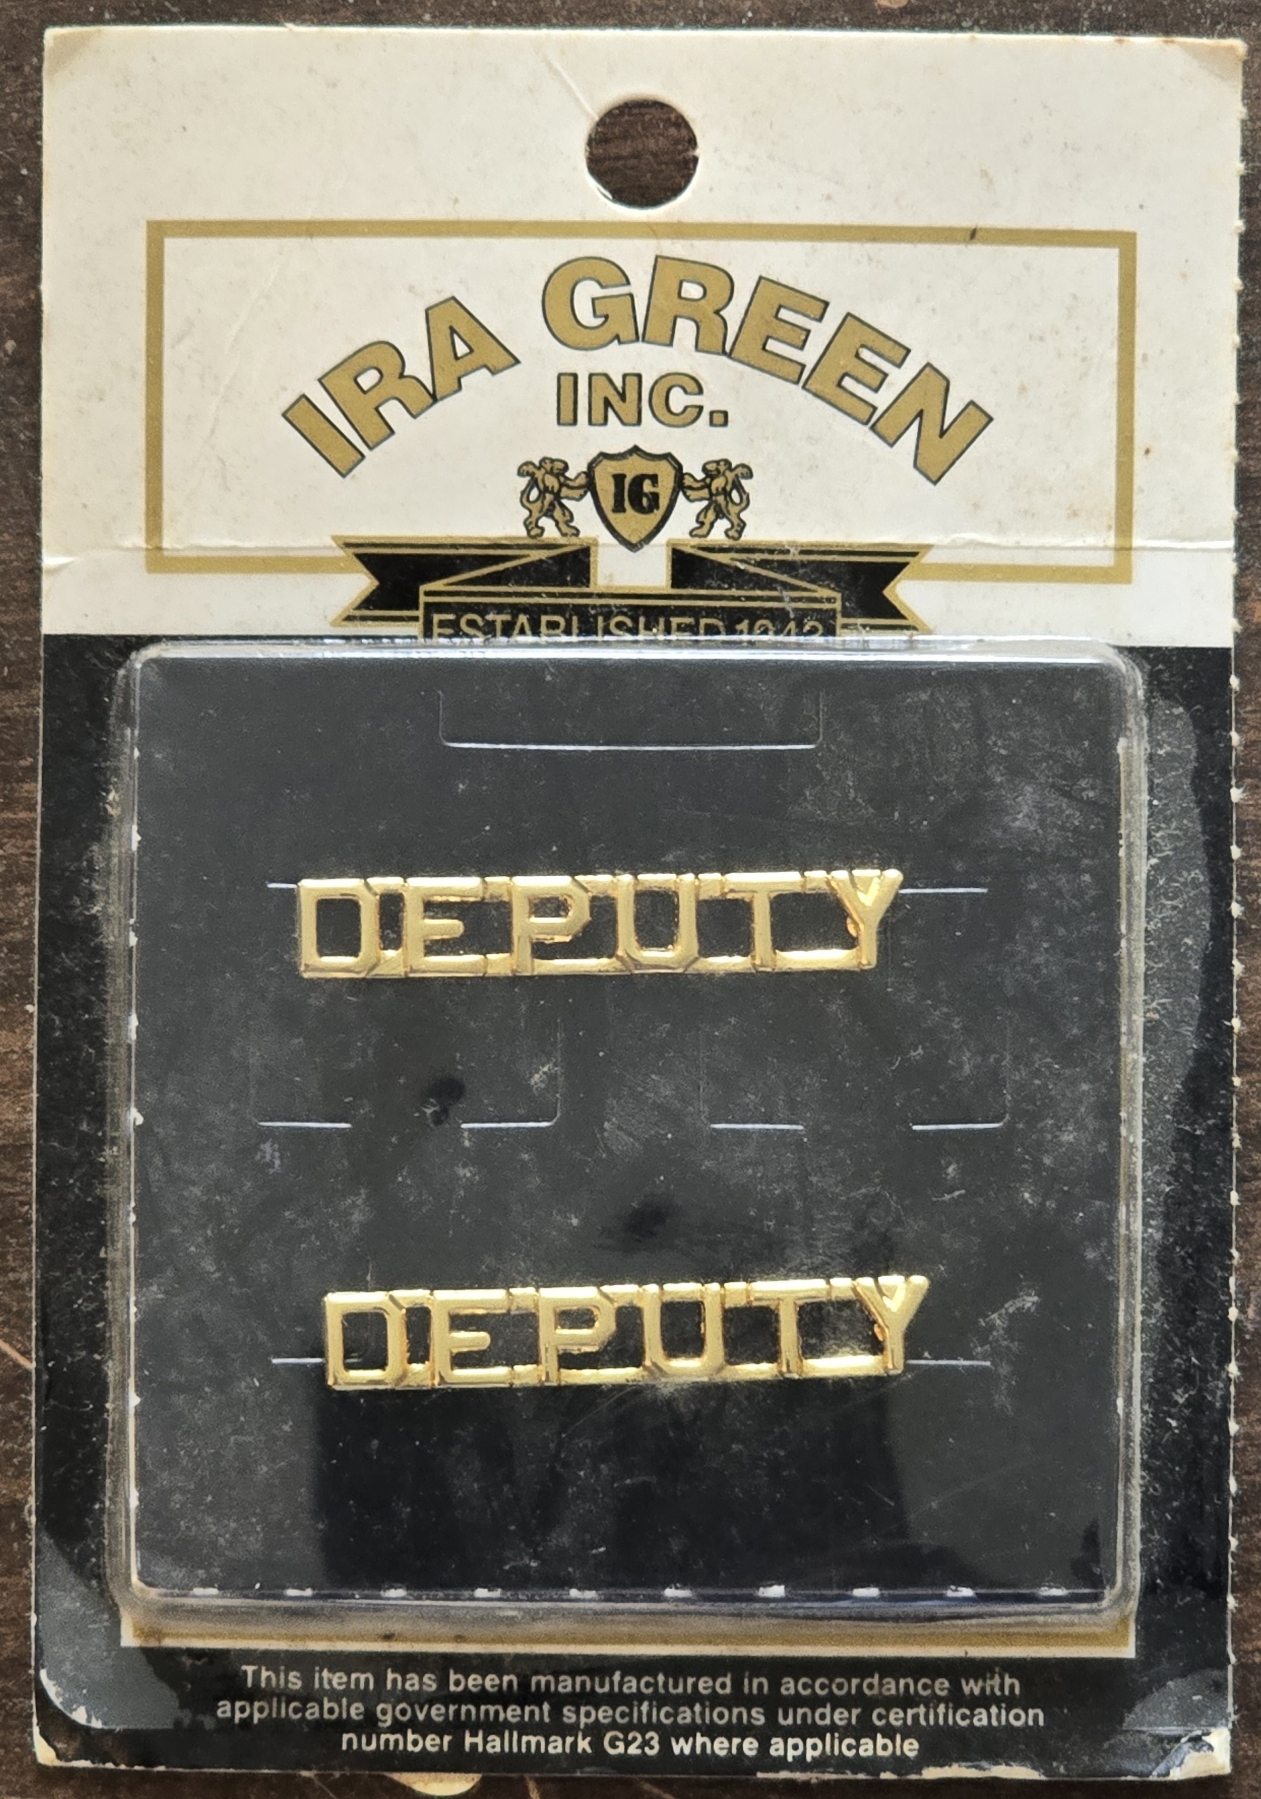 IRA GREEN
INC.
IG
ESTABLISHED 1943
DEPUTY
DEPUTY
This item has been manufactured in accordance with
applicable government specifications under certification
number Hallmark G23 where applicable